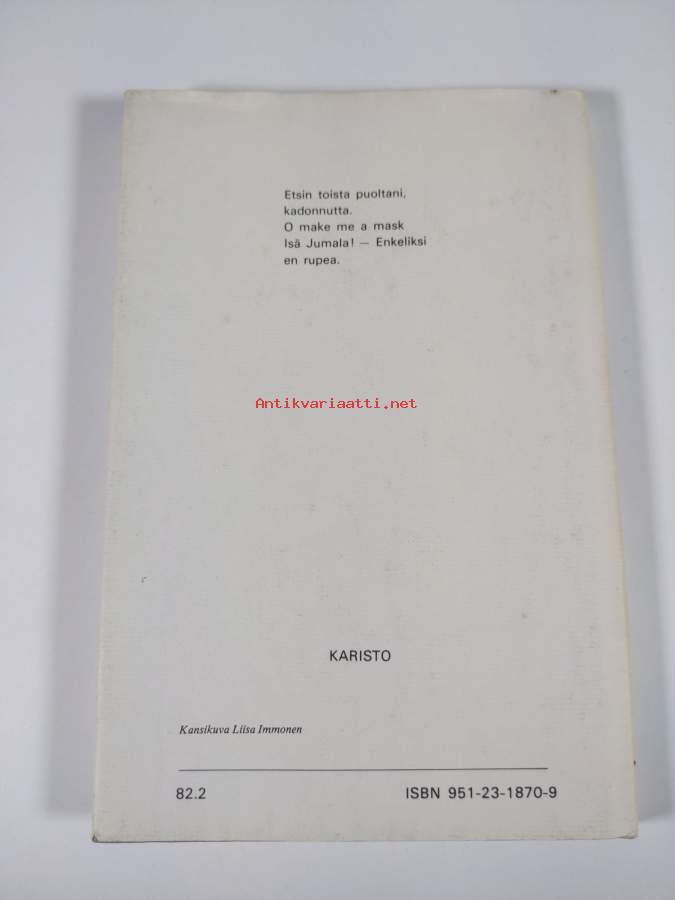 Etsin toista puoltani,
kadonnutta.
O make me a mask
Isä Jumala! — Enkeliksi
en rupea.
Antikvariaatti.net
KARISTO
Kansikuva Liisa Immonen
82.2 ISBN 951-23-1870-9